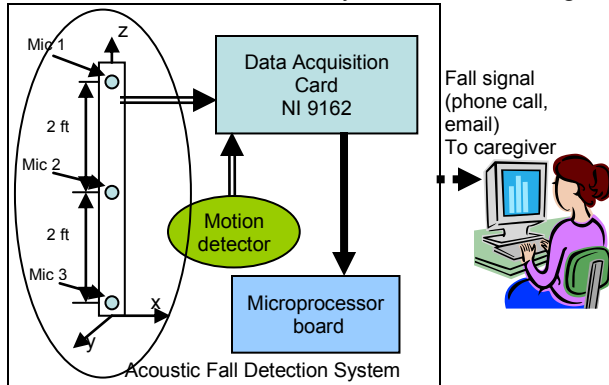 Mic 1
z
2 ft
Mic 2
2 ft
Mic 3
x
y
Data Acquisition
Card
NI 9162
Motion
detector
Microprocessor
board
Acoustic Fall Detection System
Fall signal
(phone call,
email)
To caregiver